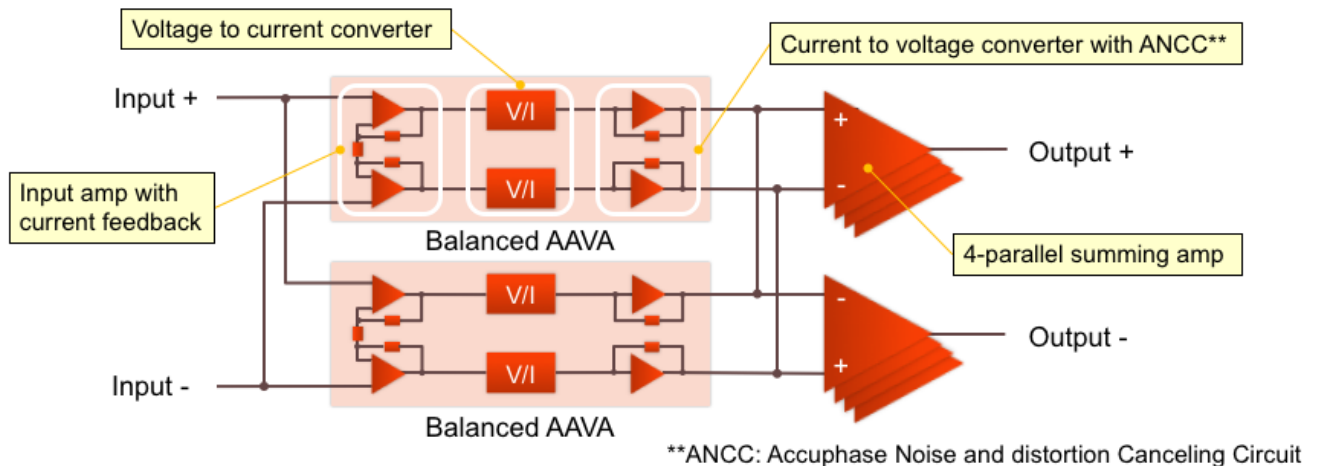 Voltage to current converter
Current to voltage converter with ANCC**
Input +
V/I
+
Output +
Input amp with
current feedback
V/I
-
Balanced AAVA
4-parallel summing amp
V/I
-
Output -
Input -
V/I
+
Balanced AAVA
**ANCC: Accuphase Noise and distortion Canceling Circuit